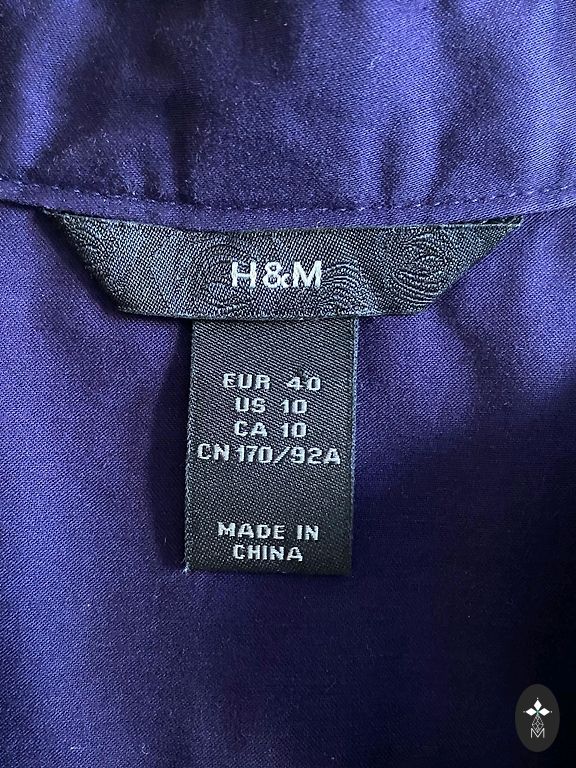 H&M
EUR 40
US 10
CA 10
CN 170/92A
MADE IN
CHINA
M